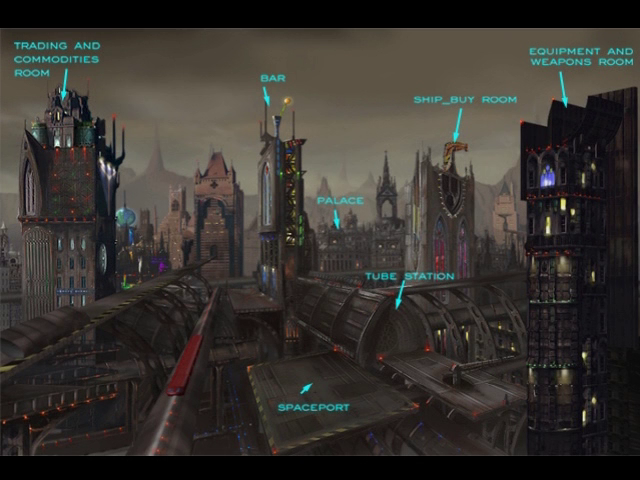 TRADING AND
COMMODITIES
ROOM
BAR
SHIP_BUY ROOM
EQUIPMENT AND
WEAPONS ROOM
PALACE
TUBE STATION
SPACEPORT